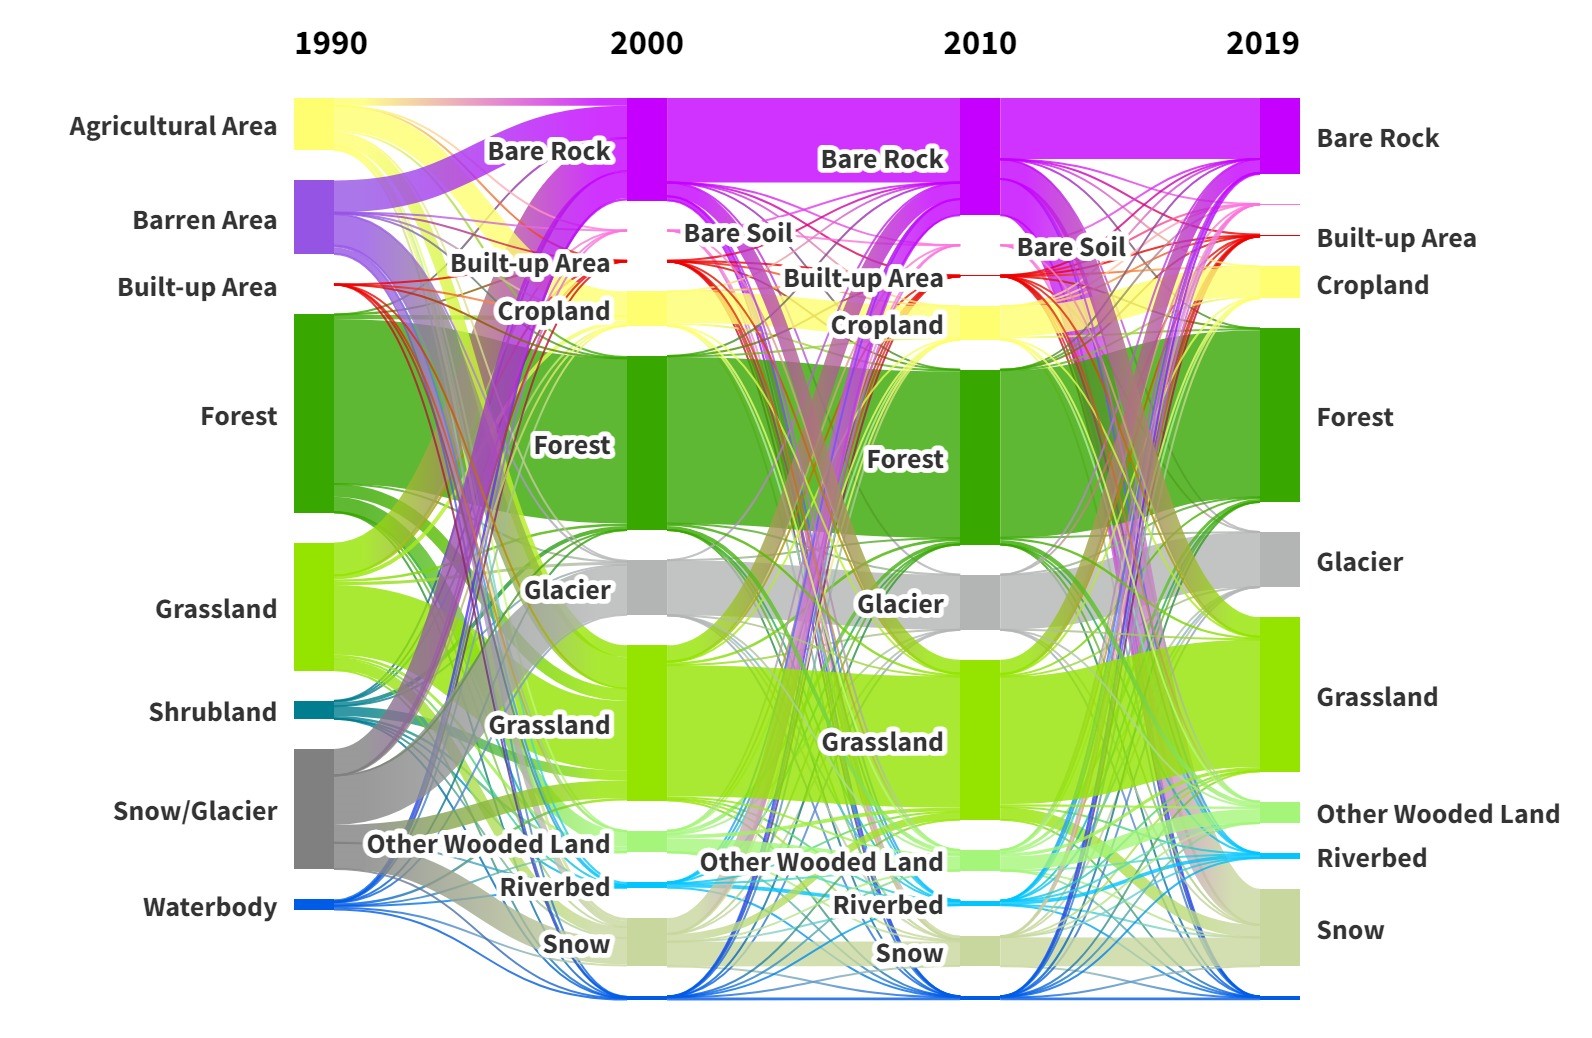 1990
2000
2010
2019
Agricultural Area
Barren Area
Built-up Area
Forest
Grassland
Shrubland
Snow/Glacier
Waterbody
Bare Rock
Bare Soil
Built-up Area
Cropland
Forest
Glacier
Grassland
Other Wooded Land
Riverbed
Snow
Bare Rock
Bare Soil
Built-up Area
Cropland
Forest
Glacier
Grassland
Other Wooded Land
Riverbed
Snow
Bare Rock
Built-up Area
Cropland
Forest
Glacier
Grassland
Other Wooded Land
Riverbed
Snow